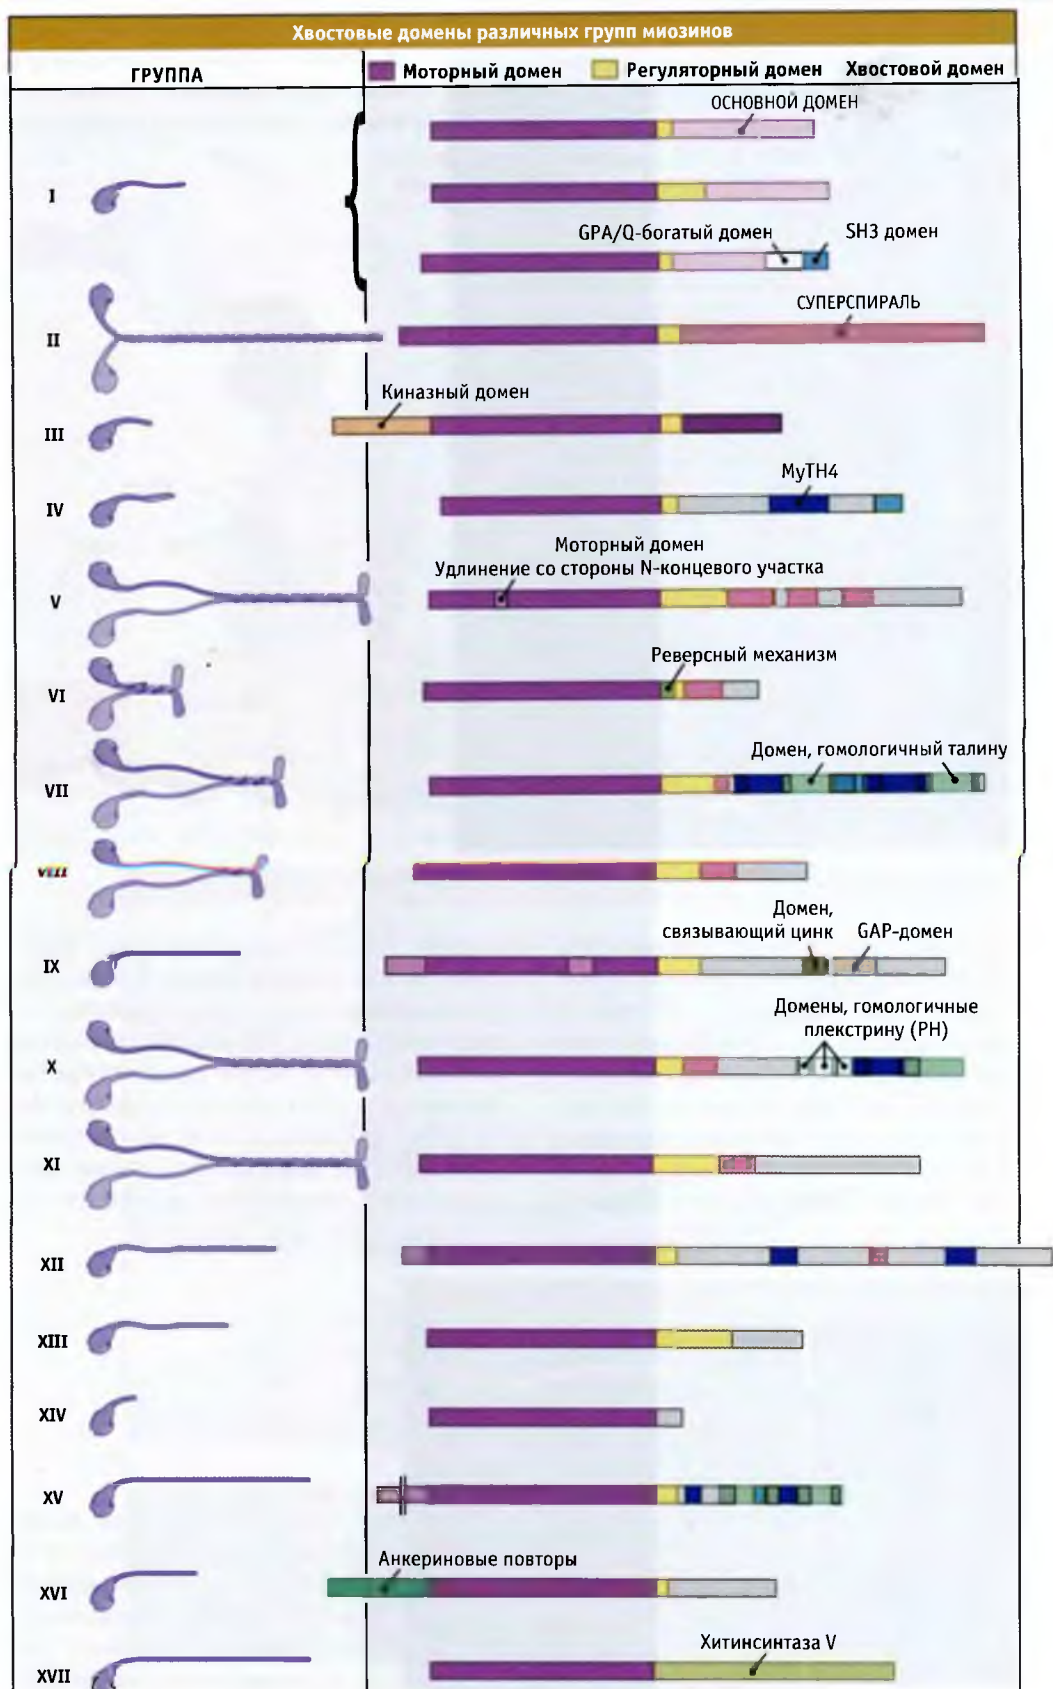 Хвостовые домены различных групп миозинов
ГРУППА
Моторный домен
Регуляторный домен
Хвостовой домен
ОСНОВНОЙ ДОМЕН
I
GPA/Q-богатый домен
SH3 домен
СУПЕРСПИРАЛЬ
II
Киназный домен
III
MyTH4
IV
Моторный домен
Удлинение со стороны N-концевого участка
V
Реверсный механизм
VI
Домен, гомологичный талину
VII
VIII
Домен,
связывающий цинк
GAP-домен
IX
Домены, гомологичные
плекстрину (PH)
X
XI
XII
XIII
XIV
XV
Анкериновые повторы
XVI
Хитинсинтаза V
XVII